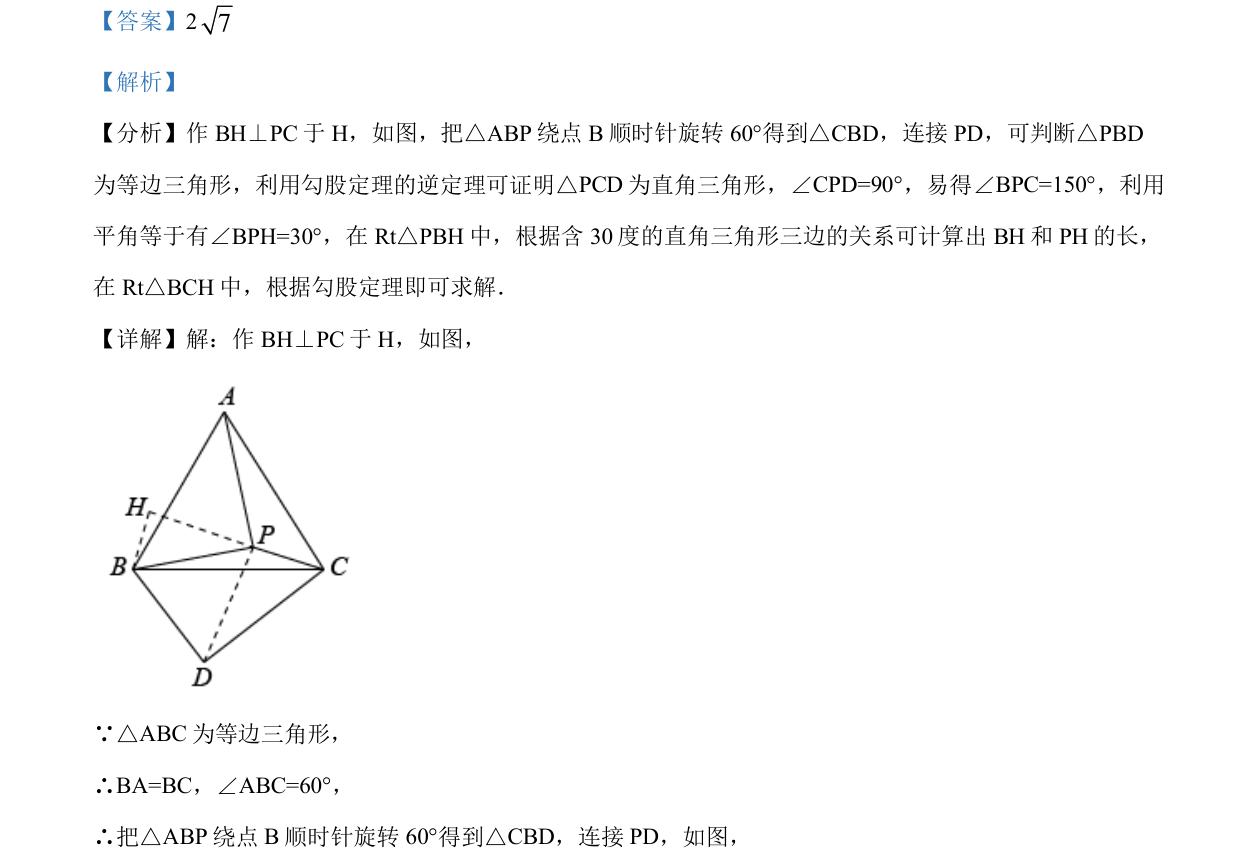 【答案】2√7
【解析】
【分析】作 BH⊥PC 于 H，如图，把△ABP 绕点 B 顺时针旋转 60°得到△CBD，连接 PD，可判断△PBD
为等边三角形，利用勾股定理的逆定理可证明△PCD 为直角三角形，∠CPD=90°，易得∠BPC=150°，利用
平角等于有∠BPH=30°，在 Rt△PBH 中，根据含 30 度的直角三角形三边的关系可计算出 BH 和 PH 的长，
在 Rt△BCH 中，根据勾股定理即可求解．
【详解】解：作 BH⊥PC 于 H，如图，
A
H
P
B
C
D
∵△ABC 为等边三角形，
∴BA=BC，∠ABC=60°，
∴把△ABP 绕点 B 顺时针旋转 60°得到△CBD，连接 PD，如图，